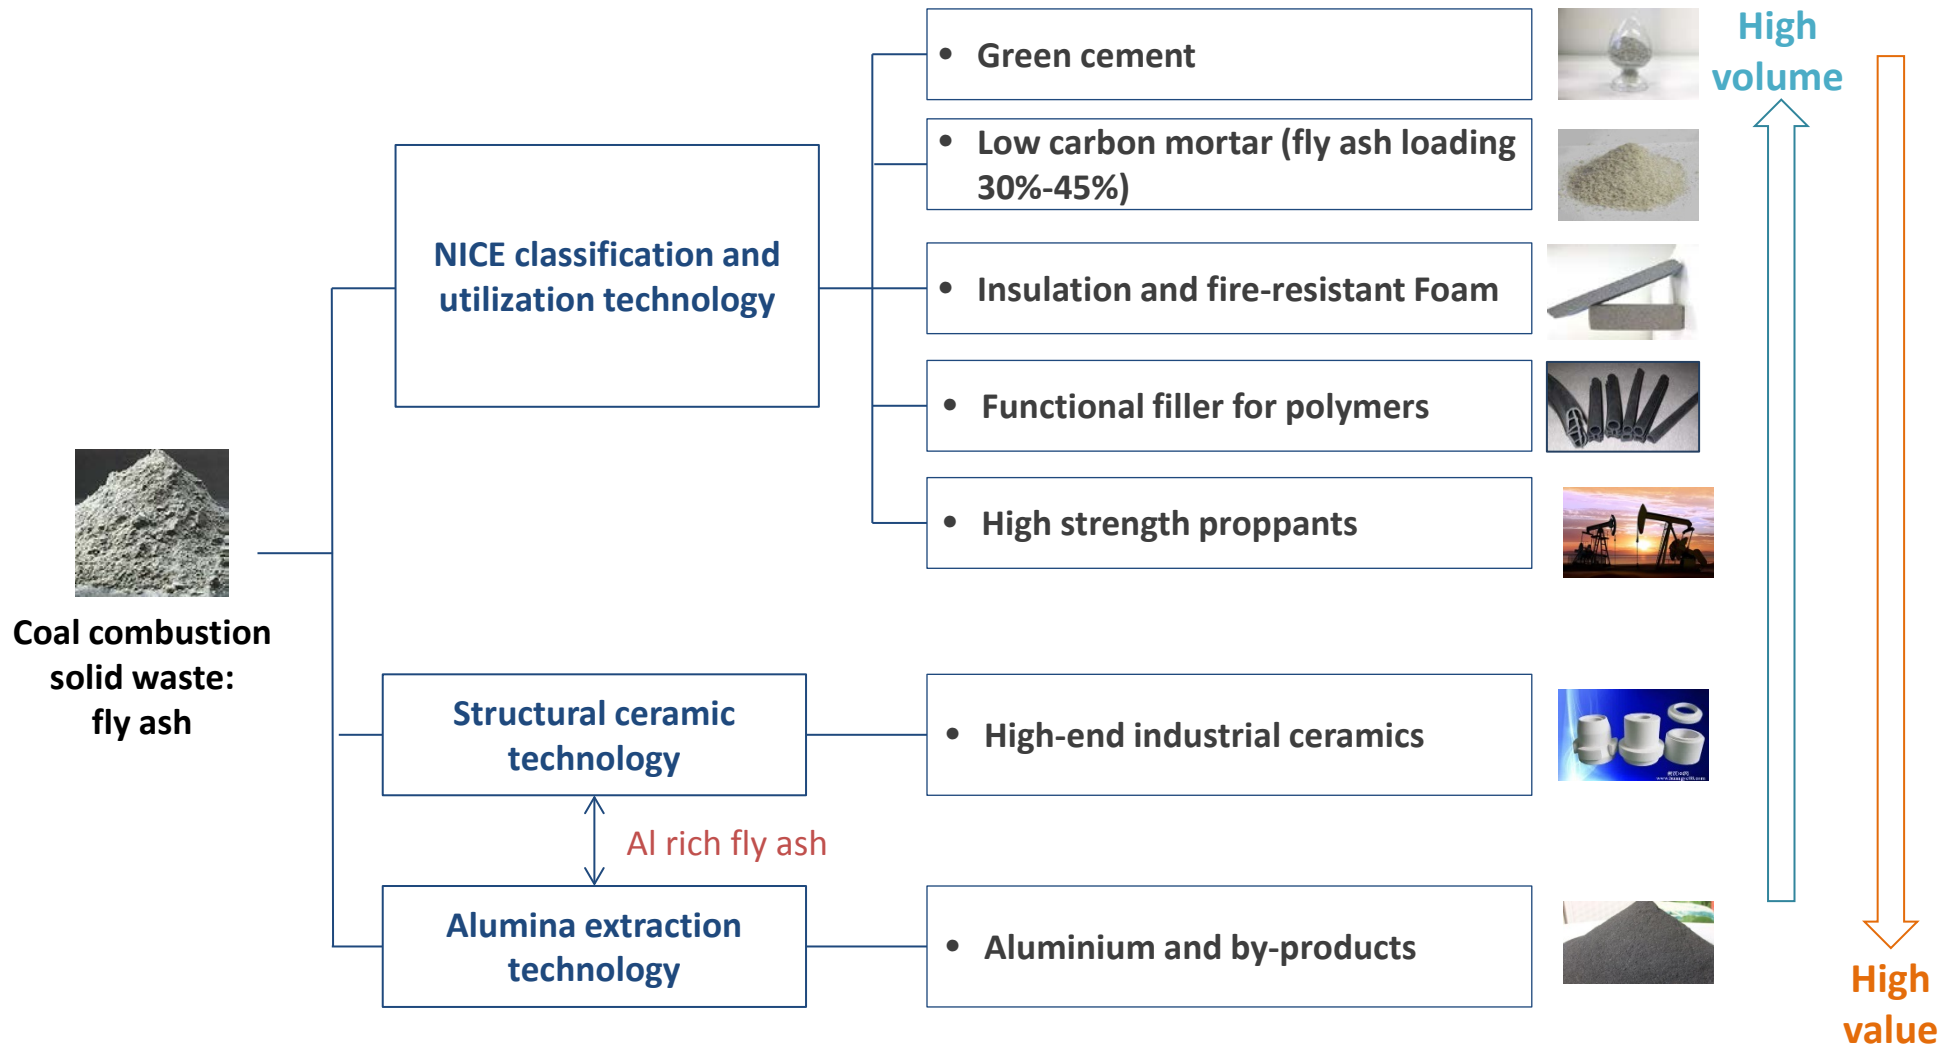 • Green cement
High
volume
• Low carbon mortar (fly ash loading
30%-45%)
NICE classification and
utilization technology
• Insulation and fire-resistant Foam
• Functional filler for polymers
• High strength proppants
Coal combustion
solid waste:
fly ash
Structural ceramic
technology
• High-end industrial ceramics
Al rich fly ash
Alumina extraction
technology
• Aluminium and by-products
High
value